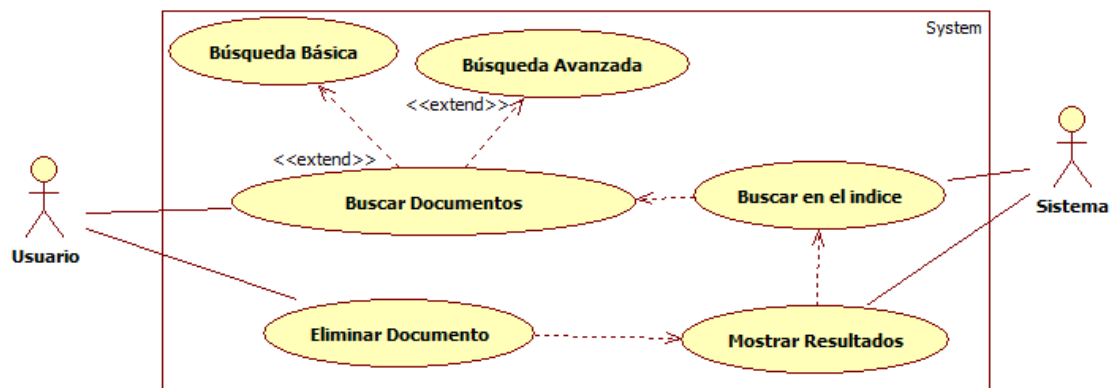 System
Búsqueda Básica
Búsqueda Avanzada
<<extend>>
<<extend>>
Buscar Documentos
Buscar en el indice
Usuario
Sistema
Eliminar Documento
Mostrar Resultados